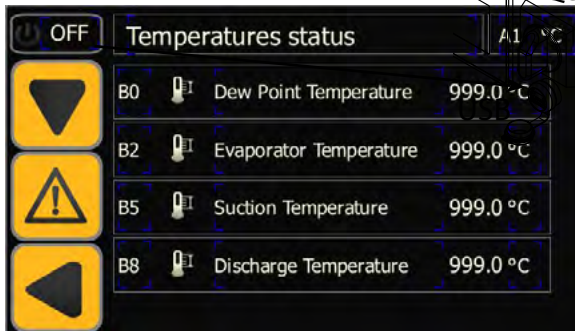 OFF Temperatures status A1 °C
B0 Dew Point Temperature 999.0 °C
B2 Evaporator Temperature 999.0 °C
B5 Suction Temperature 999.0 °C
B8 Discharge Temperature 999.0 °C